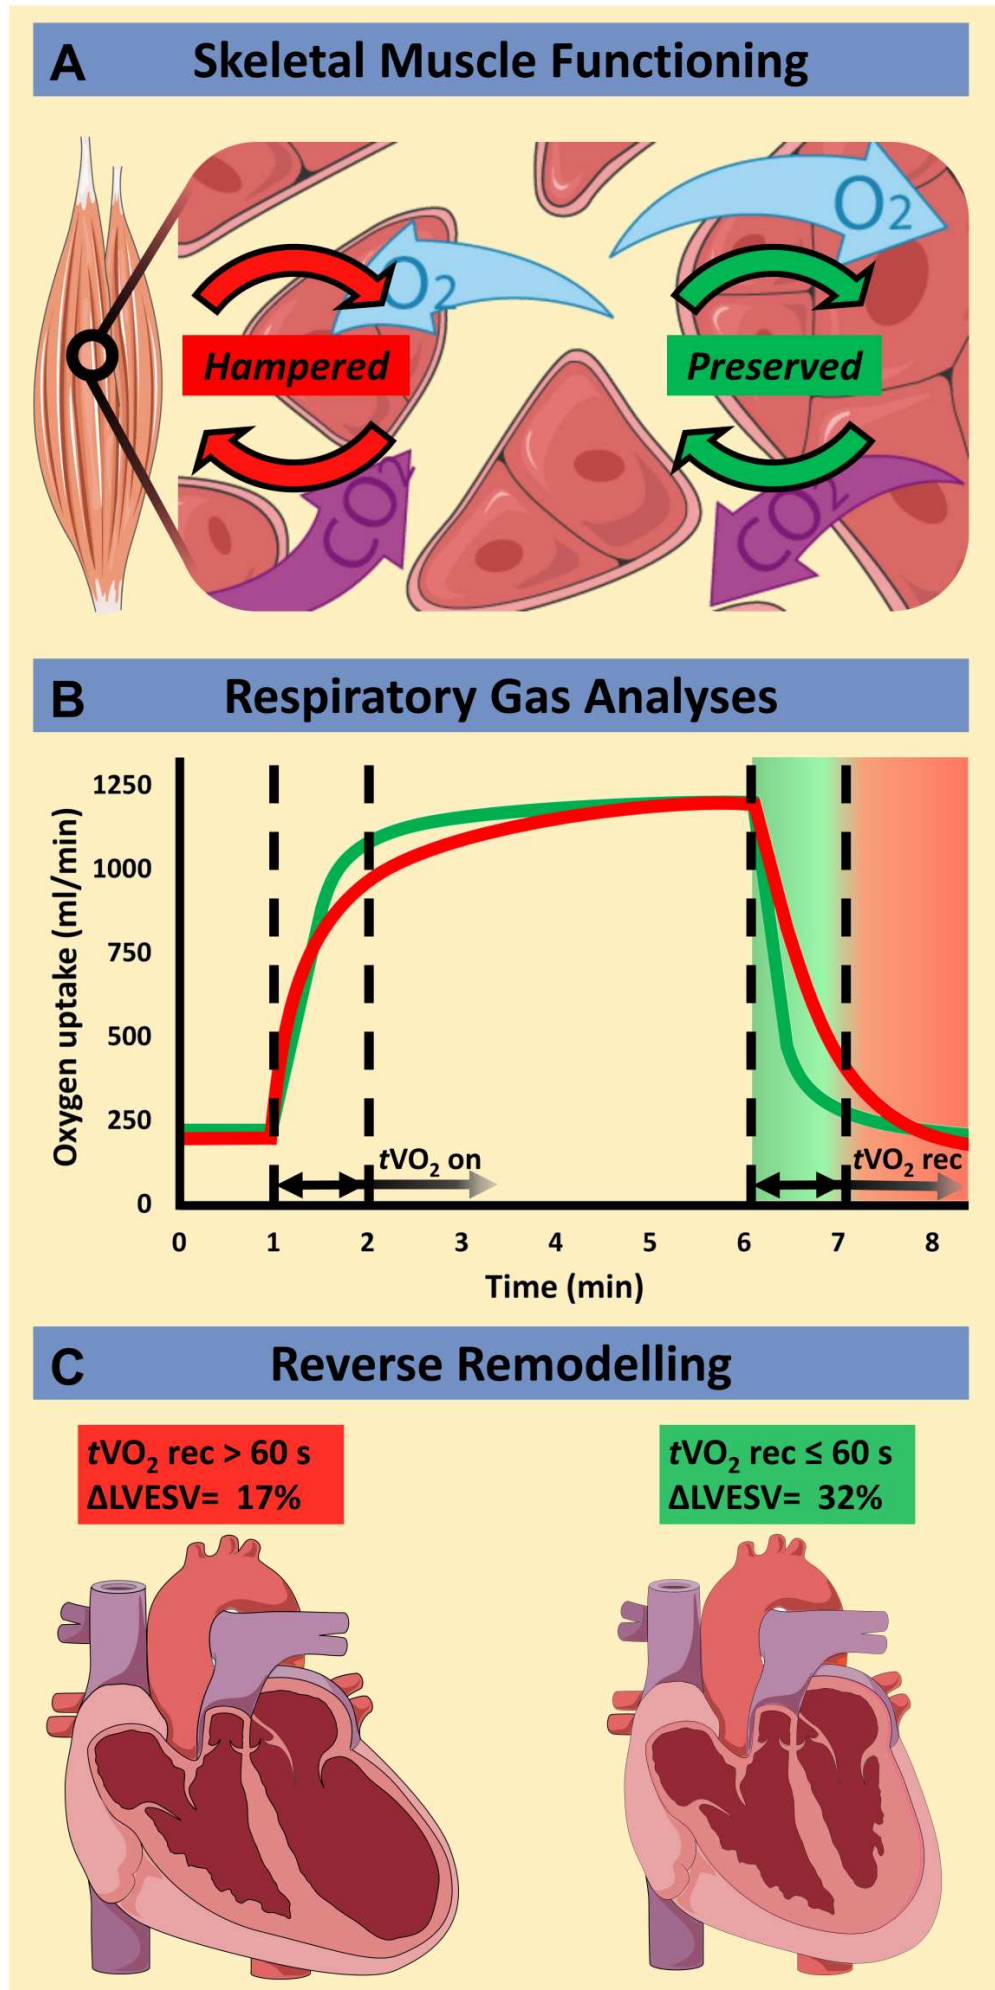 A Skeletal Muscle Functioning
O2
O2
Hampered
Preserved
CO2
CO2
B Respiratory Gas Analyses
Oxygen uptake (ml/min)
1250
1000
750
500
250
0
tVO2 on
tVO2 rec
0 1 2 3 4 5 6 7 8
Time (min)
C Reverse Remodelling
tVO2 rec > 60 s
ΔLVESV= 17%
tVO2 rec ≤ 60 s
ΔLVESV= 32%